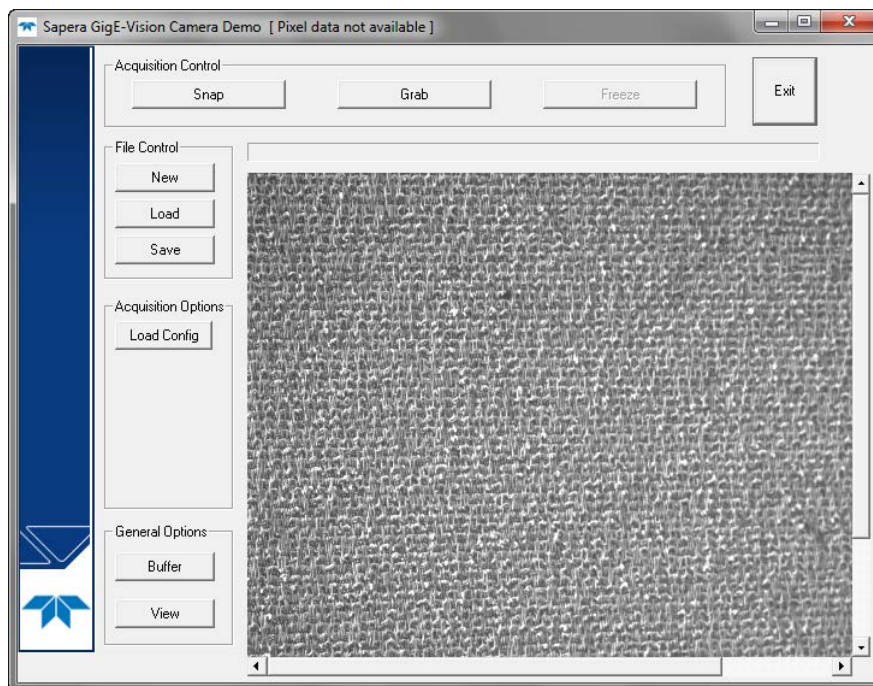 Sapera GigE-Vision Camera Demo [ Pixel data not available ]
Acquisition Control
Snap Grab Freeze Exit
File Control
New
Load
Save
Acquisition Options
Load Config
General Options
Buffer
View